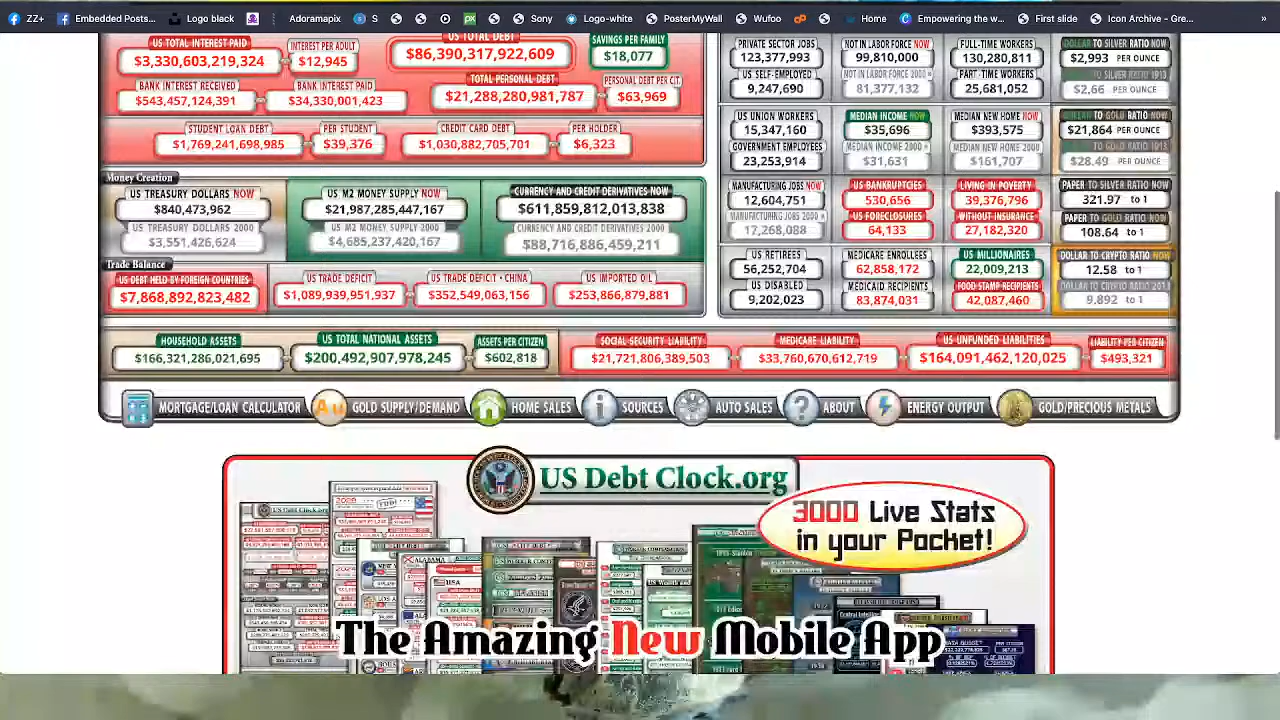 ZZ+ Embedded Posts... Logo black Adoramapix S Sony Logo-white PosterMyWall Wufoo Home Empowering the w... First slide Icon Archive - Gre... »
US TOTAL INTEREST PAID INTEREST PER ADULT US TOTAL DEBT SAVINGS PER FAMILY
$3,330,603,219,324 $12,945 $86,390,317,922,609 $18,077
BANK INTEREST RECEIVED BANK INTEREST PAID TOTAL PERSONAL DEBT PERSONAL DEBT PER CIT.
$543,457,124,391 $34,330,001,423 $21,288,280,981,787 $63,969
STUDENT LOAN DEBT PER STUDENT CREDIT CARD DEBT PER HOLDER
$1,769,241,698,985 $39,376 $1,030,882,705,701 $6,323
Money Creation
US TREASURY DOLLARS NOW US M2 MONEY SUPPLY NOW CURRENCY AND CREDIT DERIVATIVES NOW
$840,473,962 $21,987,285,447,167 $611,859,812,013,838
US TREASURY DOLLARS 2000 US M2 MONEY SUPPLY 2000 CURRENCY AND CREDIT DERIVATIVES 2000
$3,551,426,624 $4,685,237,420,167 $88,716,886,459,211
Trade Balance
US DEBT HELD BY FOREIGN COUNTRIES US TRADE DEFICIT US TRADE DEFICIT • CHINA US IMPORTED OIL
$7,868,892,823,482 $1,089,939,951,937 $352,549,063,156 $253,866,879,881
PRIVATE SECTOR JOBS NOT IN LABOR FORCE NOW FULL-TIME WORKERS DOLLAR TO SILVER RATIO NOW
123,377,993 99,810,000 130,280,811 $2,993 PER OUNCE
US SELF-EMPLOYED NOT IN LABOR FORCE 2000 PART-TIME WORKERS TO SILVER RATIO 1913
9,247,690 81,377,132 25,681,052 $2.66 PER OUNCE
US UNION WORKERS MEDIAN INCOME NOW MEDIAN NEW HOME NOW DOLLAR TO GOLD RATIO NOW
15,347,160 $35,696 $393,575 $21,864 PER OUNCE
GOVERNMENT EMPLOYEES MEDIAN INCOME 2000 MEDIAN NEW HOME 2000 TO GOLD RATIO 1913
23,253,914 $31,631 $161,707 $28.49 PER OUNCE
MANUFACTURING JOBS NOW US BANKRUPTCIES LIVING IN POVERTY PAPER TO SILVER RATIO NOW
12,604,751 530,656 39,376,796 321.97 to 1
MANUFACTURING JOBS 2000 US FORECLOSURES WITHOUT INSURANCE PAPER TO GOLD RATIO NOW
17,268,088 64,133 27,182,320 108.64 to 1
US RETIREES MEDICARE ENROLLEES US MILLIONAIRES DOLLAR TO CRYPTO RATIO NOW
56,252,704 62,858,172 22,009,213 12.58 to 1
US DISABLED MEDICAID RECIPIENTS FOOD STAMP RECIPIENTS DOLLAR TO CRYPTO RATIO
9,202,023 83,874,031 42,087,460 9.892 to 1
HOUSEHOLD ASSETS US TOTAL NATIONAL ASSETS ASSETS PER CITIZEN SOCIAL SECURITY LIABILITY MEDICARE LIABILITY US UNFUNDED LIABILITIES LIABILITY PER CITIZEN
$166,321,286,021,695 $200,492,907,978,245 $602,818 $21,721,806,389,503 $33,760,670,612,719 $164,091,462,120,025 $493,321
MORTGAGE/LOAN CALCULATOR Au GOLD SUPPLY/DEMAND HOME SALES SOURCES AUTO SALES ABOUT ENERGY OUTPUT GOLD/PRECIOUS METALS
US Debt Clock.org
3000 Live Stats
in your Pocket!
The Amazing New Mobile App